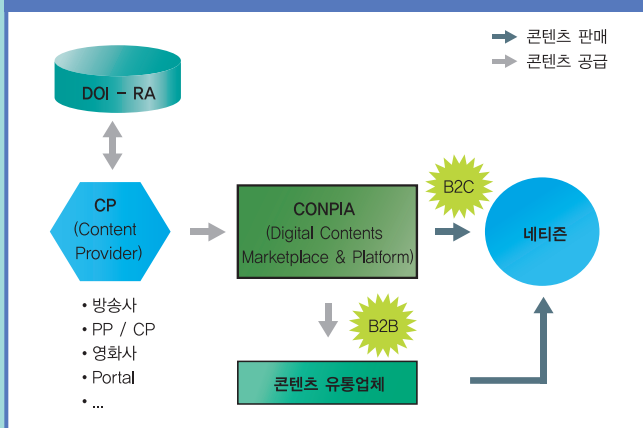 콘텐츠 판매
콘텐츠 공급
DOI - RA
CP
(Content
Provider)
• 방송사
• PP / CP
• 영화사
• Portal
• ...
CONPIA
(Digital Contents
Marketplace & Platform)
B2C
네티즌
B2B
콘텐츠 유통업체